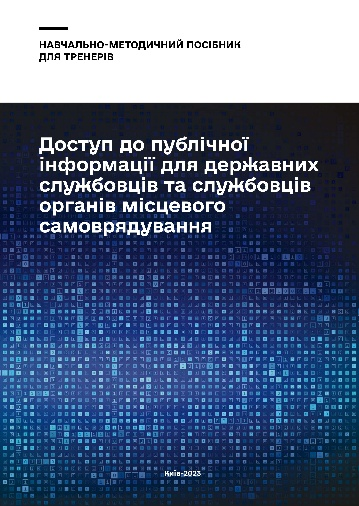 НАВЧАЛЬНО-МЕТОДИЧНИЙ ПОСІБНИК
ДЛЯ ТРЕНЕРІВ
Доступ до публічної
інформації для державних
службовців та службовців
органів місцевого
самоврядування
Київ-2023